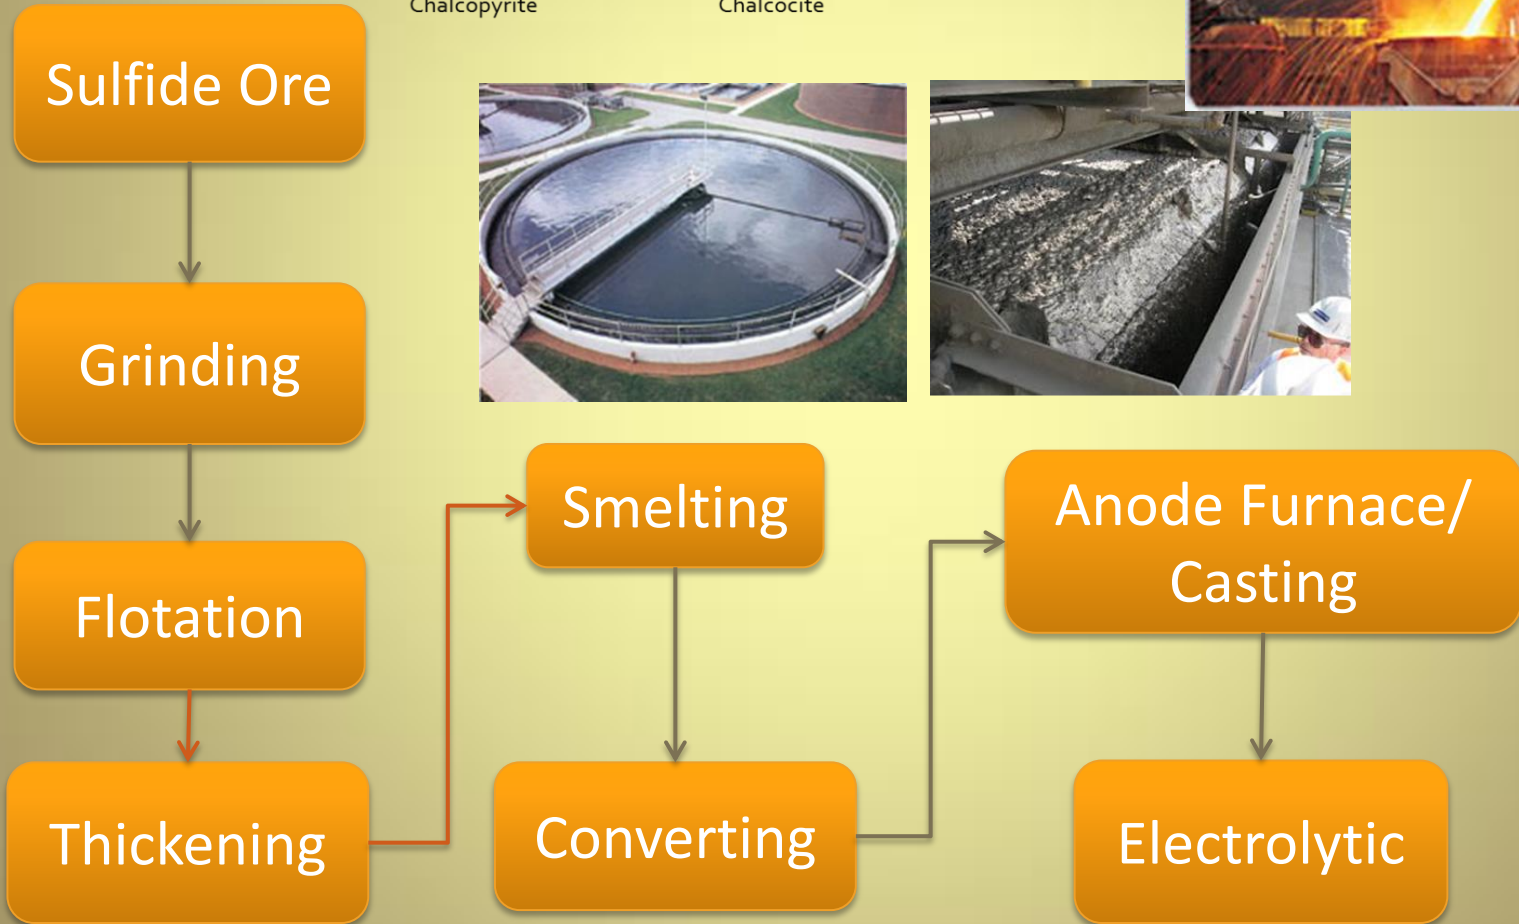 Chalcopyrite
Chalcocite
Sulfide Ore
Grinding
Flotation
Thickening
Smelting
Converting
Anode Furnace/
Casting
Electrolytic